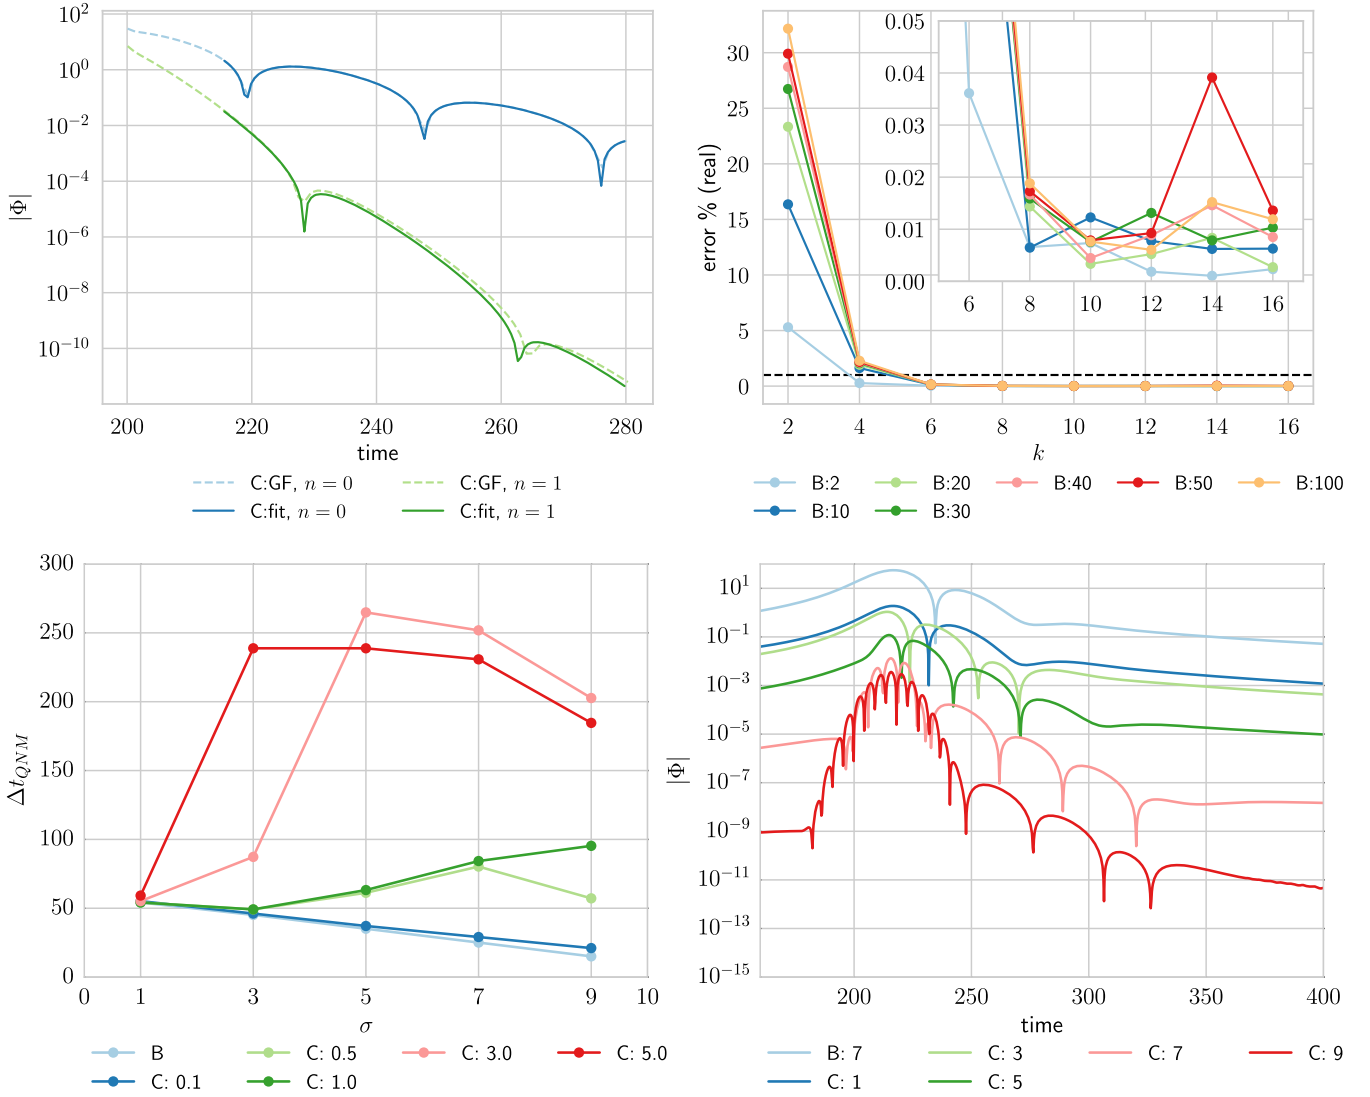 10^2
10^0
10^−2
10^−4
10^−6
10^−8
10^−10
|Φ|
200 220 240 260 280
time
C:GF, n = 0 C:GF, n = 1
C:fit, n = 0 C:fit, n = 1
30
25
20
15
10
5
0
error % (real)
0.05
0.04
0.03
0.02
0.01
0.00
6 8 10 12 14 16
2 4 6 8 10 12 14 16
k
B:2 B:20 B:40 B:50 B:100
B:10 B:30
300
250
200
150
100
50
0
Δt_QNM
0 1 3 5 7 9 10
σ
B C: 0.5 C: 3.0 C: 5.0
C: 0.1 C: 1.0
10^1
10^−1
10^−3
10^−5
10^−7
10^−9
10^−11
10^−13
10^−15
|Φ|
200 250 300 350 400
time
B: 7 C: 3 C: 7 C: 9
C: 1 C: 5